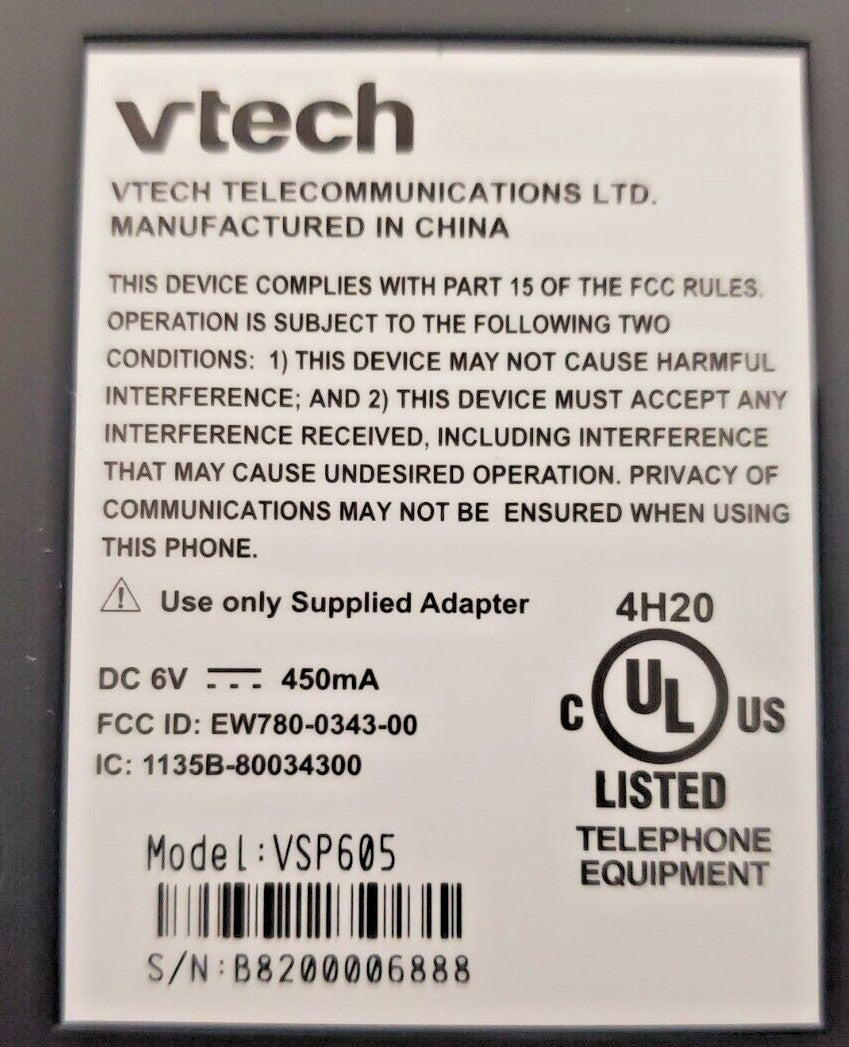 vtech
VTECH TELECOMMUNICATIONS LTD.
MANUFACTURED IN CHINA
THIS DEVICE COMPLIES WITH PART 15 OF THE FCC RULES.
OPERATION IS SUBJECT TO THE FOLLOWING TWO
CONDITIONS: 1) THIS DEVICE MAY NOT CAUSE HARMFUL
INTERFERENCE; AND 2) THIS DEVICE MUST ACCEPT ANY
INTERFERENCE RECEIVED, INCLUDING INTERFERENCE
THAT MAY CAUSE UNDESIRED OPERATION. PRIVACY OF
COMMUNICATIONS MAY NOT BE ENSURED WHEN USING
THIS PHONE.
Use only Supplied Adapter
DC 6V 450mA
FCC ID: EW780-0343-00
IC: 1135B-80034300
4H20
C UL US
LISTED
TELEPHONE
EQUIPMENT
Model:VSP605
S/N:B8200006888